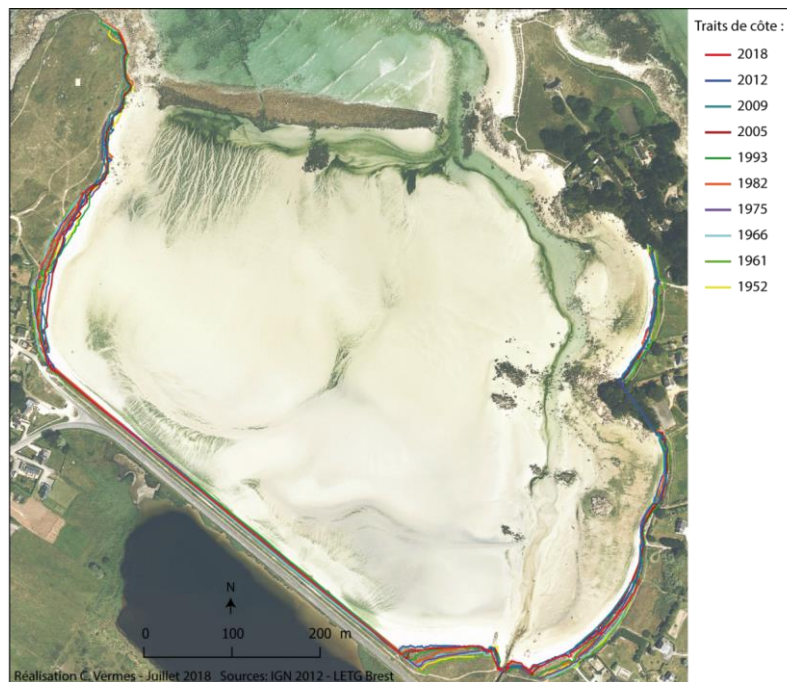 Traits de côte :
2018
2012
2009
2005
1993
1982
1975
1966
1961
1952
N
0 100 200 m
Réalisation C. Vermes - Juillet 2018 Sources: IGN 2012 - LETG Brest